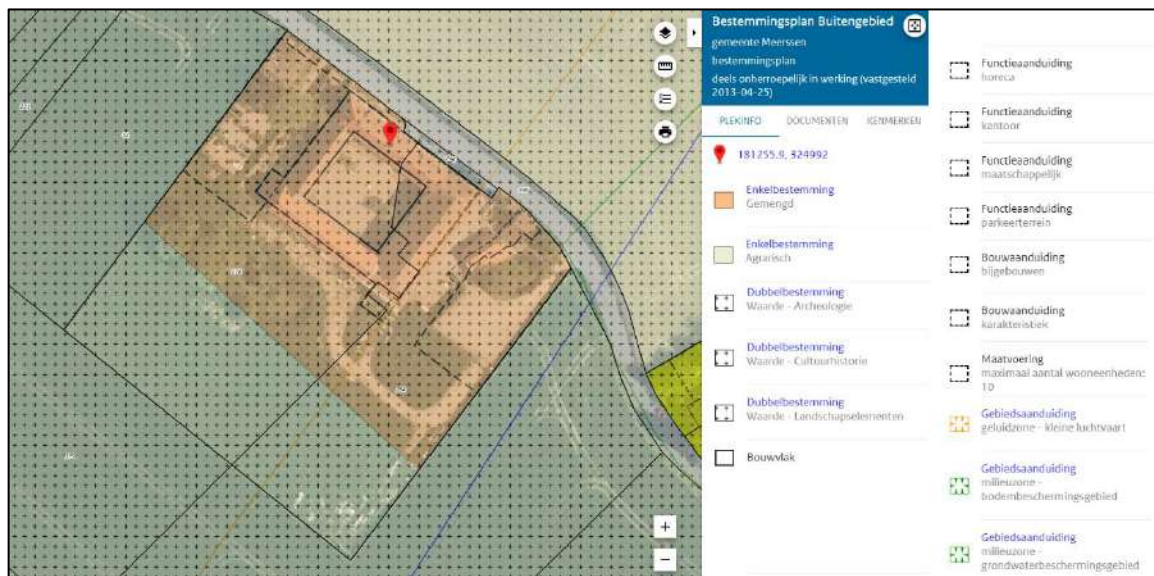 Bestemmingsplan Buitengebied
gemeente Meerssen
bestemmingsplan
deels onherroepelijk in werking (vastgesteld
2013-04-25)
PLEKINFO DOCUMENTEN KENMERKEN
181255.9, 324992
Enkelbestemming
Gemengd
Enkelbestemming
Agrarisch
Dubbelbestemming
Waarde - Archeologie
Dubbelbestemming
Waarde - Cultuurhistorie
Dubbelbestemming
Waarde - Landschapselementen
Bouwvlak
Functieaanduiding
horeca
Functieaanduiding
kantoor
Functieaanduiding
maatschappelijk
Functieaanduiding
parkeerterrein
Bouwaanduiding
bijgebouwen
Bouwaanduiding
karakteristiek
Maatvoering
maximaal aantal wooneenheden:
10
Gebiedsaanduiding
geluidzone - kleine luchtvaart
Gebiedsaanduiding
milieuzone -
bodembeschermingsgebied
Gebiedsaanduiding
milieuzone -
grondwaterbeschermingsgebied